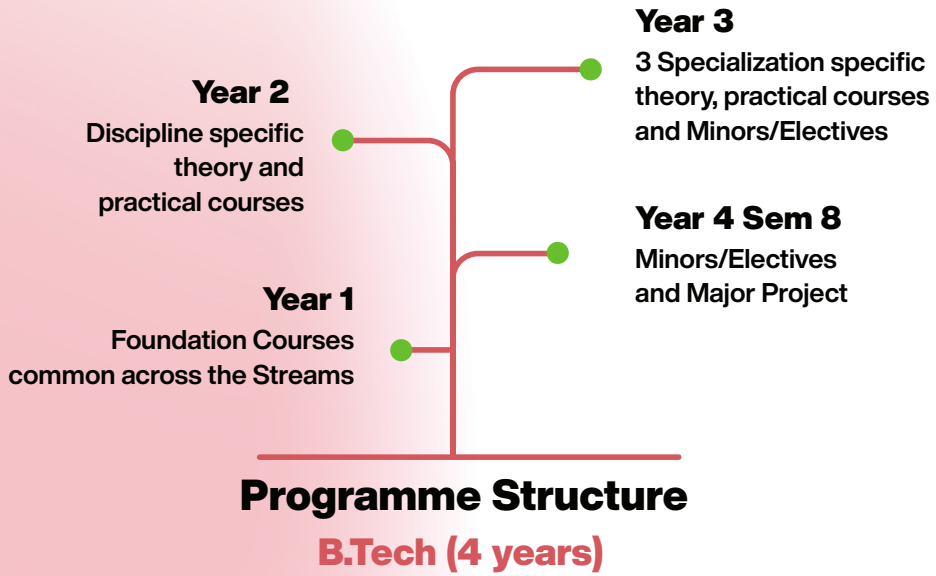 Year 3
3 Specialization specific
theory, practical courses
and Minors/Electives
Year 2
Discipline specific
theory and
practical courses
Year 4 Sem 8
Minors/Electives
and Major Project
Year 1
Foundation Courses
common across the Streams
Programme Structure
B.Tech (4 years)